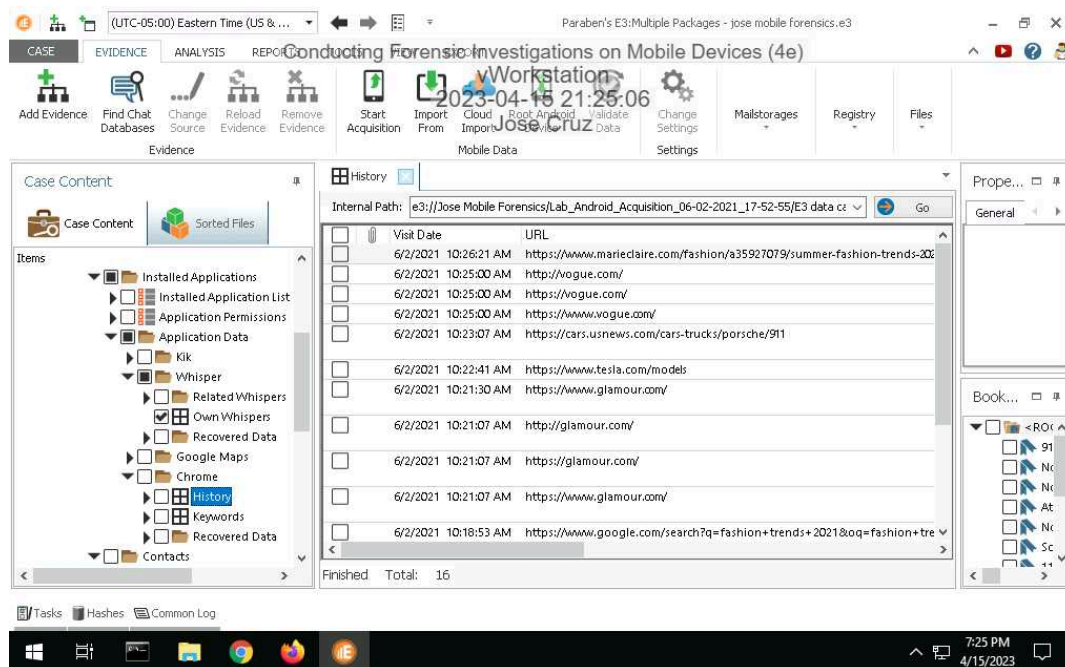 (UTC-05:00) Eastern Time (US & ...
Paraben's E3:Multiple Packages - jose mobile forensics.e3
CASE EVIDENCE ANALYSIS
Conducting Forensic Investigations on Mobile Devices (4e)
vWorkstation
2023-04-15 21:25:06
Jose Cruz
Add Evidence
Find Chat Databases
Change Source
Reload Evidence
Remove Evidence
Start Acquisition
Import From
Cloud Import
Root Android Device
Validate Data
Change Settings
Mailstorages
Registry
Files
Evidence
Mobile Data
Settings
Case Content
Case Content
Sorted Files
Items
Installed Applications
Installed Application List
Application Permissions
Application Data
Kik
Whisper
Related Whispers
Own Whispers
Recovered Data
Google Maps
Chrome
History
Keywords
Recovered Data
Contacts
History
Internal Path: e3://Jose Mobile Forensics/Lab_Android_Acquisition_06-02-2021_17-52-55/E3 data ca
Go
Visit Date URL
6/2/2021 10:26:21 AM https://www.marieclaire.com/fashion/a35927079/summer-fashion-trends-202
6/2/2021 10:25:00 AM http://vogue.com/
6/2/2021 10:25:00 AM https://vogue.com/
6/2/2021 10:25:00 AM https://www.vogue.com/
6/2/2021 10:23:07 AM https://cars.usnews.com/cars-trucks/porsche/911
6/2/2021 10:22:41 AM https://www.tesla.com/models
6/2/2021 10:21:30 AM https://www.glamour.com/
6/2/2021 10:21:07 AM http://glamour.com/
6/2/2021 10:21:07 AM https://glamour.com/
6/2/2021 10:21:07 AM https://www.glamour.com/
6/2/2021 10:18:53 AM https://www.google.com/search?q=fashion+trends+2021&oq=fashion+tre
Finished Total: 16
Prope...
General
Book...
<ROO
91
No
No
At
No
Sc
11
Tasks Hashes Common Log
7:25 PM
4/15/2023